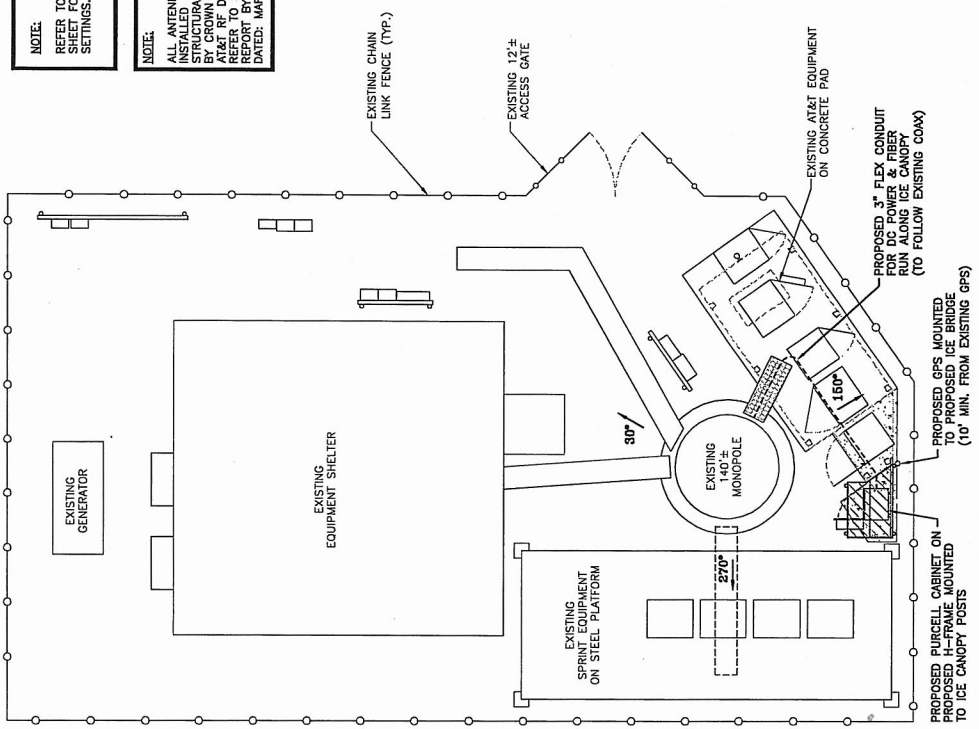 NOTE:
REFER TO
SHEET FO
SETTINGS.
NOTE:
ALL ANTEN
INSTALLED
STRUCTURA
BY CROWN
AT&T RF D
REFER TO
REPORT BY
DATED: MAR
EXISTING CHAIN
LINK FENCE (TYP.)
EXISTING 12'±
ACCESS GATE
EXISTING AT&T EQUIPMENT
ON CONCRETE PAD
PROPOSED 3" FLEX CONDUIT
FOR DC POWER & FIBER
RUN ALONG ICE CANOPY
(TO FOLLOW EXISTING COAX)
EXISTING
GENERATOR
EXISTING
EQUIPMENT SHELTER
30°
EXISTING
140'±
MONOPOLE
150°
270°
EXISTING
SPRINT EQUIPMENT
ON STEEL PLATFORM
PROPOSED GPS MOUNTED
TO PROPOSED ICE BRIDGE
(10' MIN. FROM EXISTING GPS)
PROPOSED PURCELL CABINET ON
PROPOSED H-FRAME MOUNTED
TO ICE CANOPY POSTS